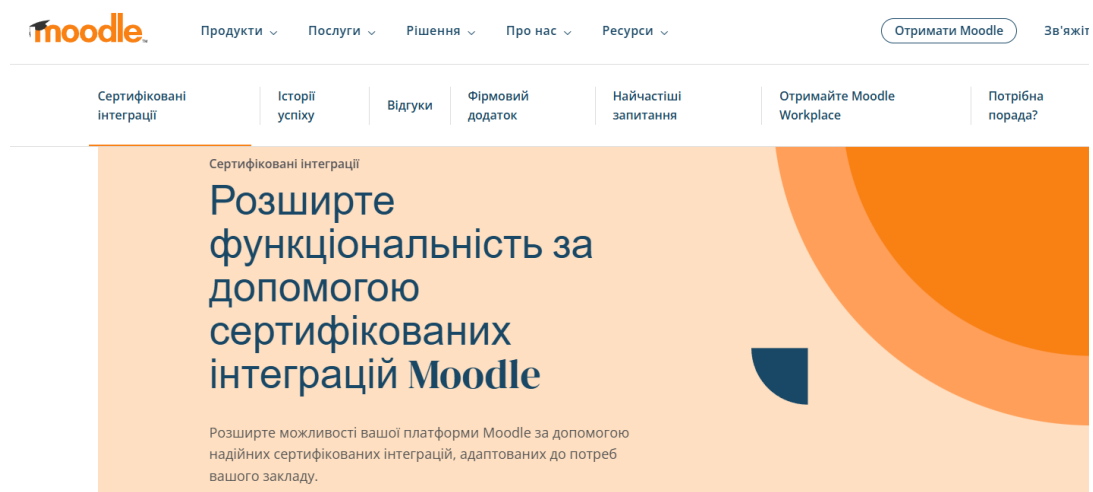 moodle
Продукти
Послуги
Рішення
Про нас
Ресурси
Отримати Moodle
Сертифіковані
інтеграції
Історії
успіху
Відгуки
Фірмовий
додаток
Найчастіші
запитання
Отримайте Moodle
Workplace
Потрібна
порада?
Сертифіковані інтеграції
Розширте
функціональність за
допомогою
сертифікованих
інтеграцій Moodle
Розширте можливості вашої платформи Moodle за допомогою
надійних сертифікованих інтеграцій, адаптованих до потреб
вашого закладу.